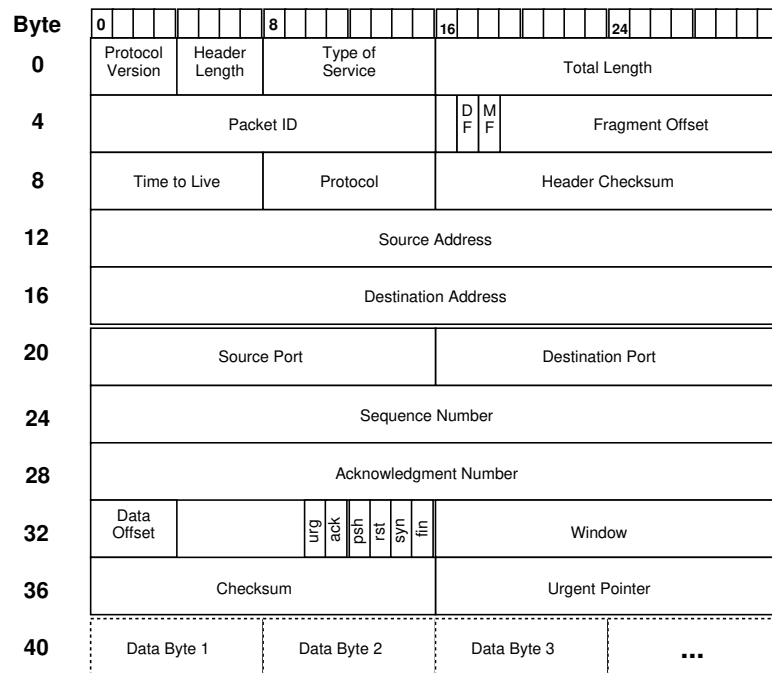 Byte 0 8 16 24
0 Protocol Version Header Length Type of Service Total Length
4 Packet ID D F M F Fragment Offset
8 Time to Live Protocol Header Checksum
12 Source Address
16 Destination Address
20 Source Port Destination Port
24 Sequence Number
28 Acknowledgment Number
32 Data Offset urg ack psh rst syn fin Window
36 Checksum Urgent Pointer
40 Data Byte 1 Data Byte 2 Data Byte 3 ...